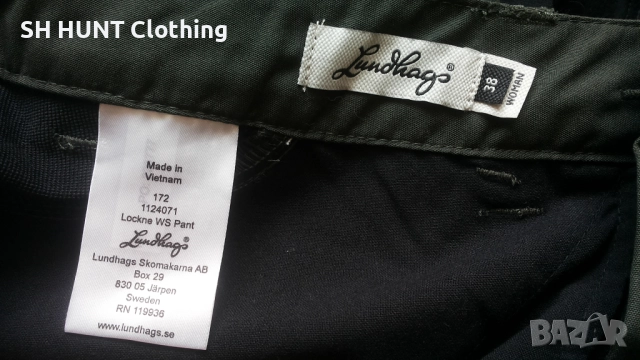 SH HUNT Clothing
Lundhags®
38
WOMAN
Made in
Vietnam
172
1124071
Lockne WS Pant
Lundhags
Lundhags Skomakarna AB
Box 29
830 05 Järpen
Sweden
RN 119936
www.lundhags.se
BAZAR